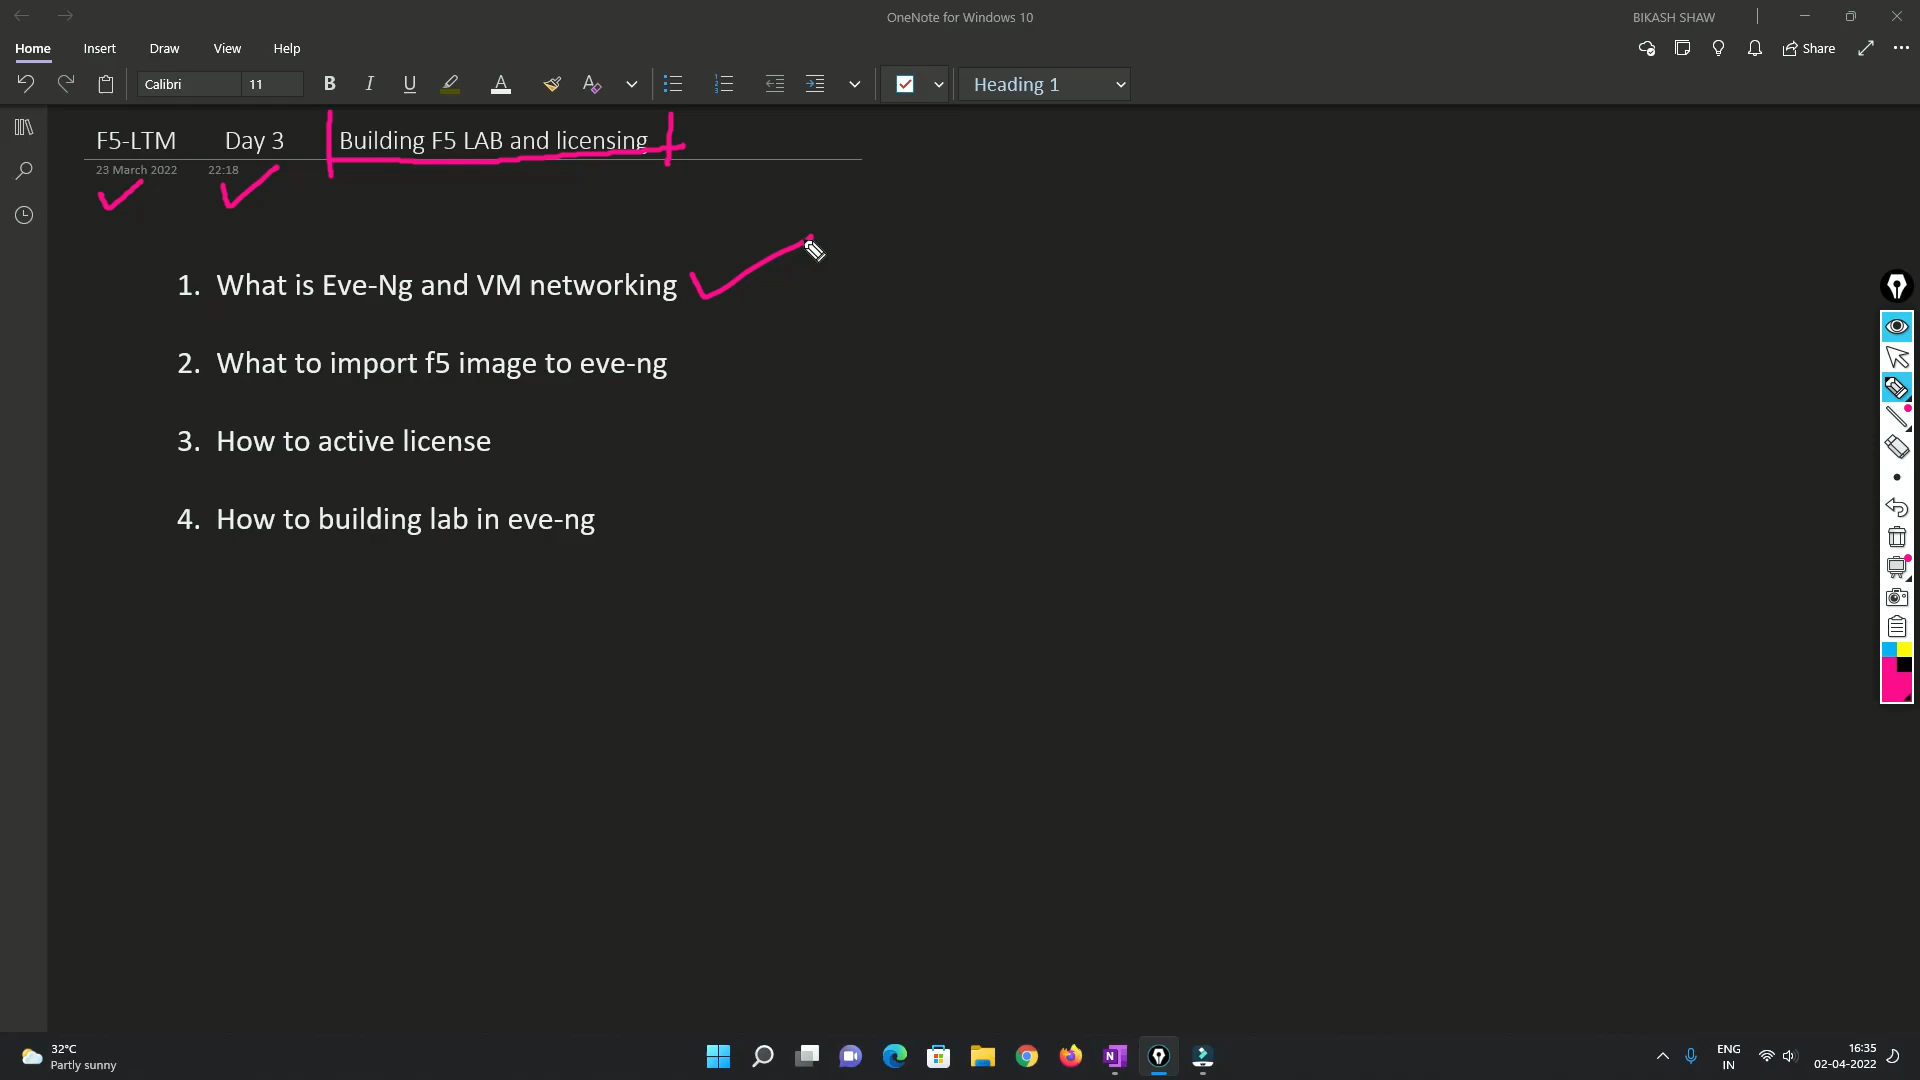 OneNote for Windows 10
BIKASH SHAW
Home Insert Draw View Help
Share
Calibri 11 B I U A A Heading 1
F5-LTM Day 3 Building F5 LAB and licensing
23 March 2022 22:18
1. What is Eve-Ng and VM networking
2. What to import f5 image to eve-ng
3. How to active license
4. How to building lab in eve-ng
32°C
Partly sunny
ENG
IN
16:35
02-04-2022